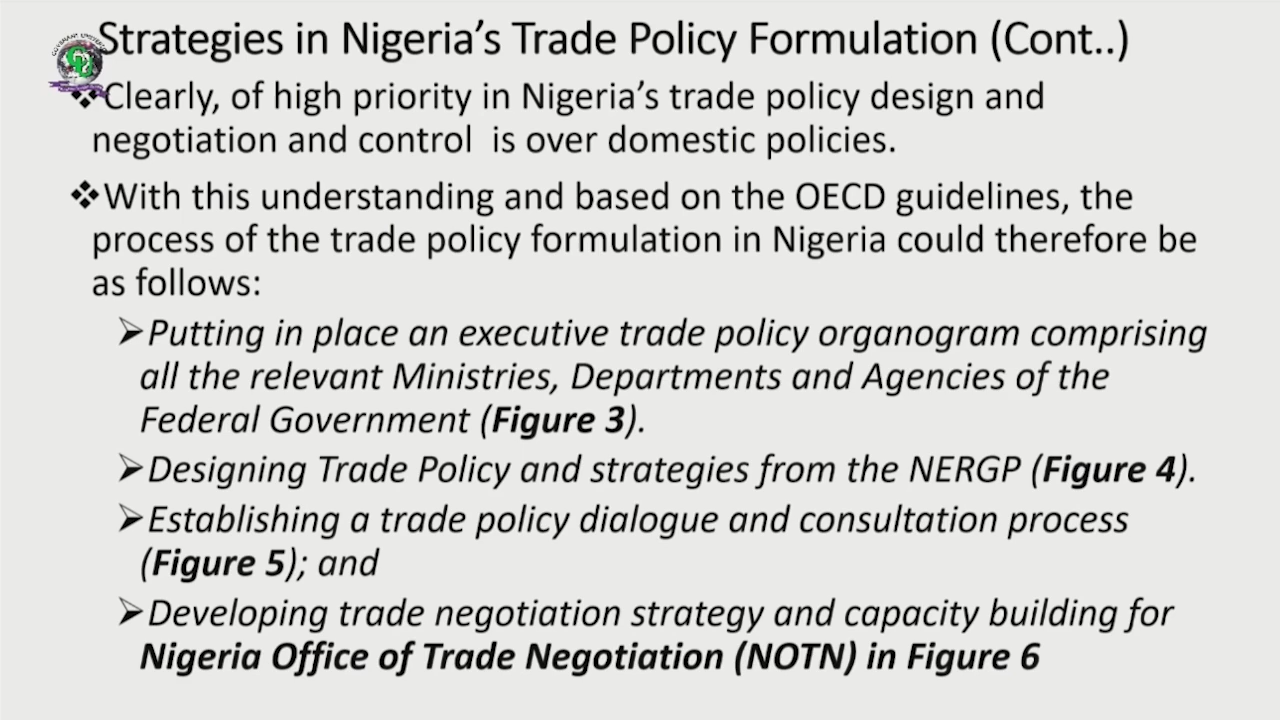 Strategies in Nigeria’s Trade Policy Formulation (Cont..)
❖Clearly, of high priority in Nigeria’s trade policy design and
negotiation and control  is over domestic policies.
❖With this understanding and based on the OECD guidelines, the
process of the trade policy formulation in Nigeria could therefore be
as follows:
➢Putting in place an executive trade policy organogram comprising
all the relevant Ministries, Departments and Agencies of the
Federal Government (Figure 3).
➢Designing Trade Policy and strategies from the NERGP (Figure 4).
➢Establishing a trade policy dialogue and consultation process
(Figure 5); and
➢Developing trade negotiation strategy and capacity building for
Nigeria Office of Trade Negotiation (NOTN) in Figure 6